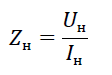 Zн = Uн / Iн